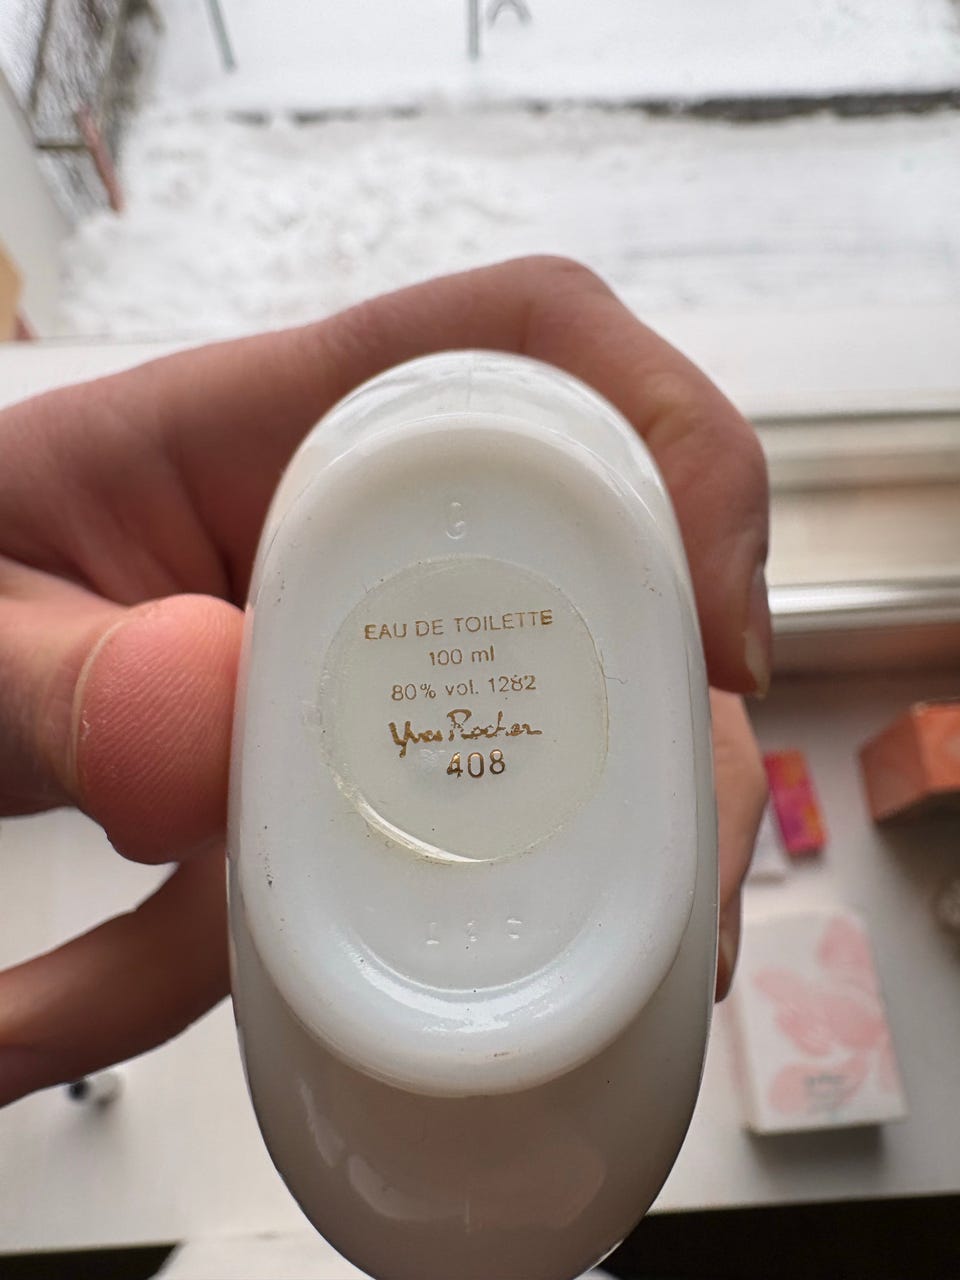 EAU DE TOILETTE
100 ml
80% vol. 1282
Yves Rocher
408